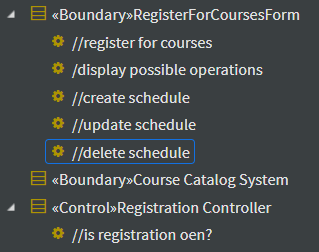 «Boundary»RegisterForCoursesForm
//register for courses
/display possible operations
//create schedule
//update schedule
//delete schedule
«Boundary»Course Catalog System
«Control»Registration Controller
//is registration oen?